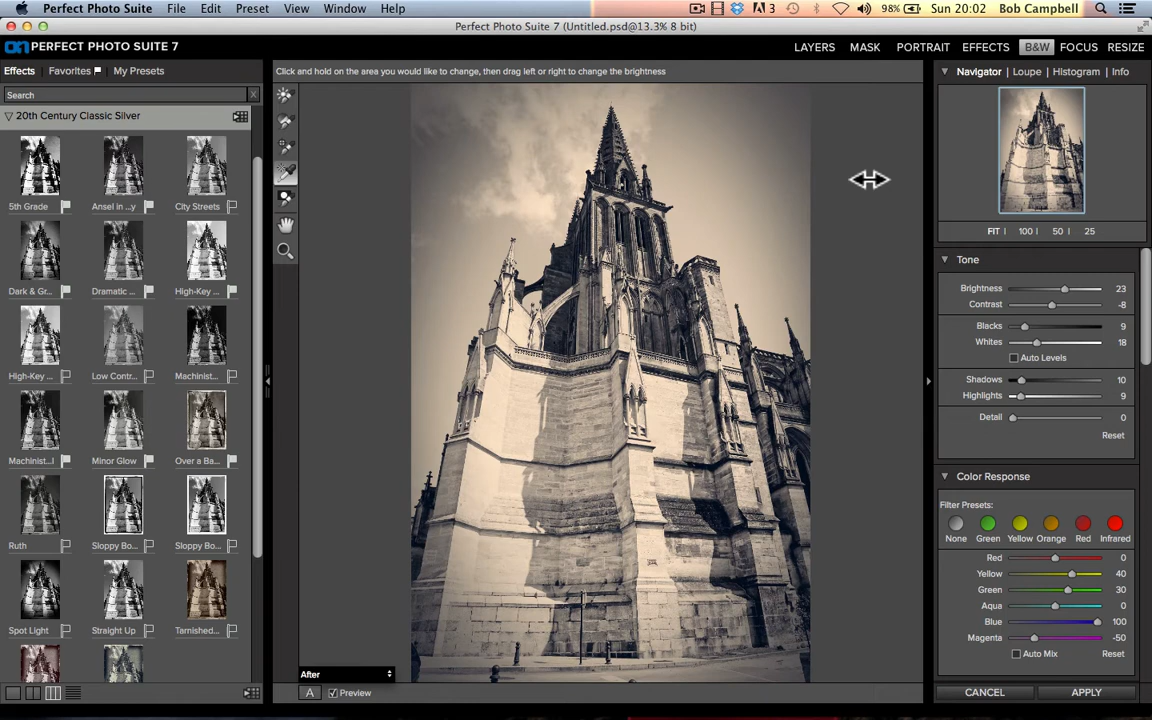 Perfect Photo Suite File Edit Preset View Window Help 3 98% Sun 20:02 Bob Campbell
Perfect Photo Suite 7 (Untitled.psd@13.3% 8 bit)
on PERFECT PHOTO SUITE 7 LAYERS MASK PORTRAIT EFFECTS B&W FOCUS RESIZE
Effects Favorites My Presets
Click and hold on the area you would like to change, then drag left or right to change the brightness
Navigator | Loupe | Histogram | Info
Search X
20th Century Classic Silver
5th Grade Ansel in ...y City Streets
Dark & Gr... Dramatic ... High-Key ...
High-Key ... Low Contr... Machinist...
Machinist...l Minor Glow Over a Ba...
Ruth Sloppy Bo... Sloppy Bo...
Spot Light Straight Up Tarnished...
FIT | 100 | 50 | 25
Tone
Brightness 23
Contrast -8
Blacks 9
Whites 18
Auto Levels
Shadows 10
Highlights 9
Detail 0
Reset
Color Response
Filter Presets:
None Green Yellow Orange Red Infrared
Red 0
Yellow 40
Green 30
Aqua 0
Blue 100
Magenta -50
Auto Mix Reset
After
A Preview
CANCEL APPLY